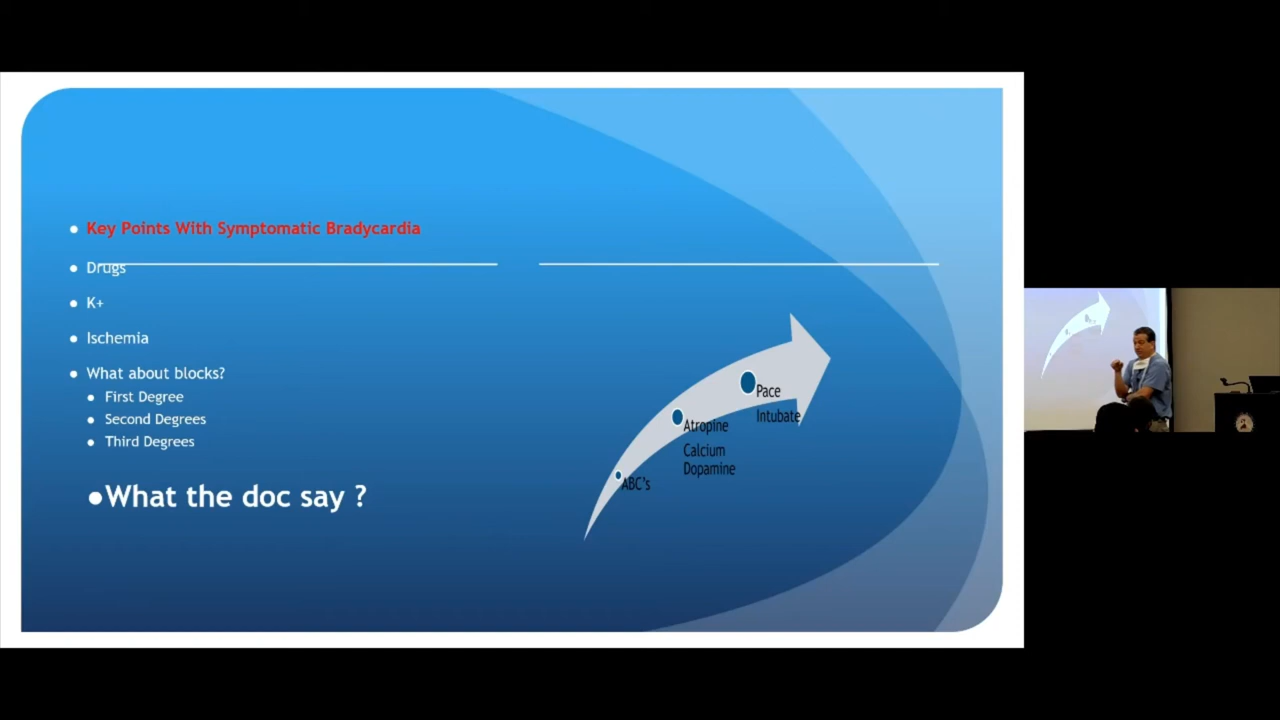 Key Points With Symptomatic Bradycardia
Drugs
K+
Ischemia
What about blocks?
First Degree
Second Degrees
Third Degrees
What the doc say ?
ABC's
Atropine
Calcium
Dopamine
Pace
Intubate